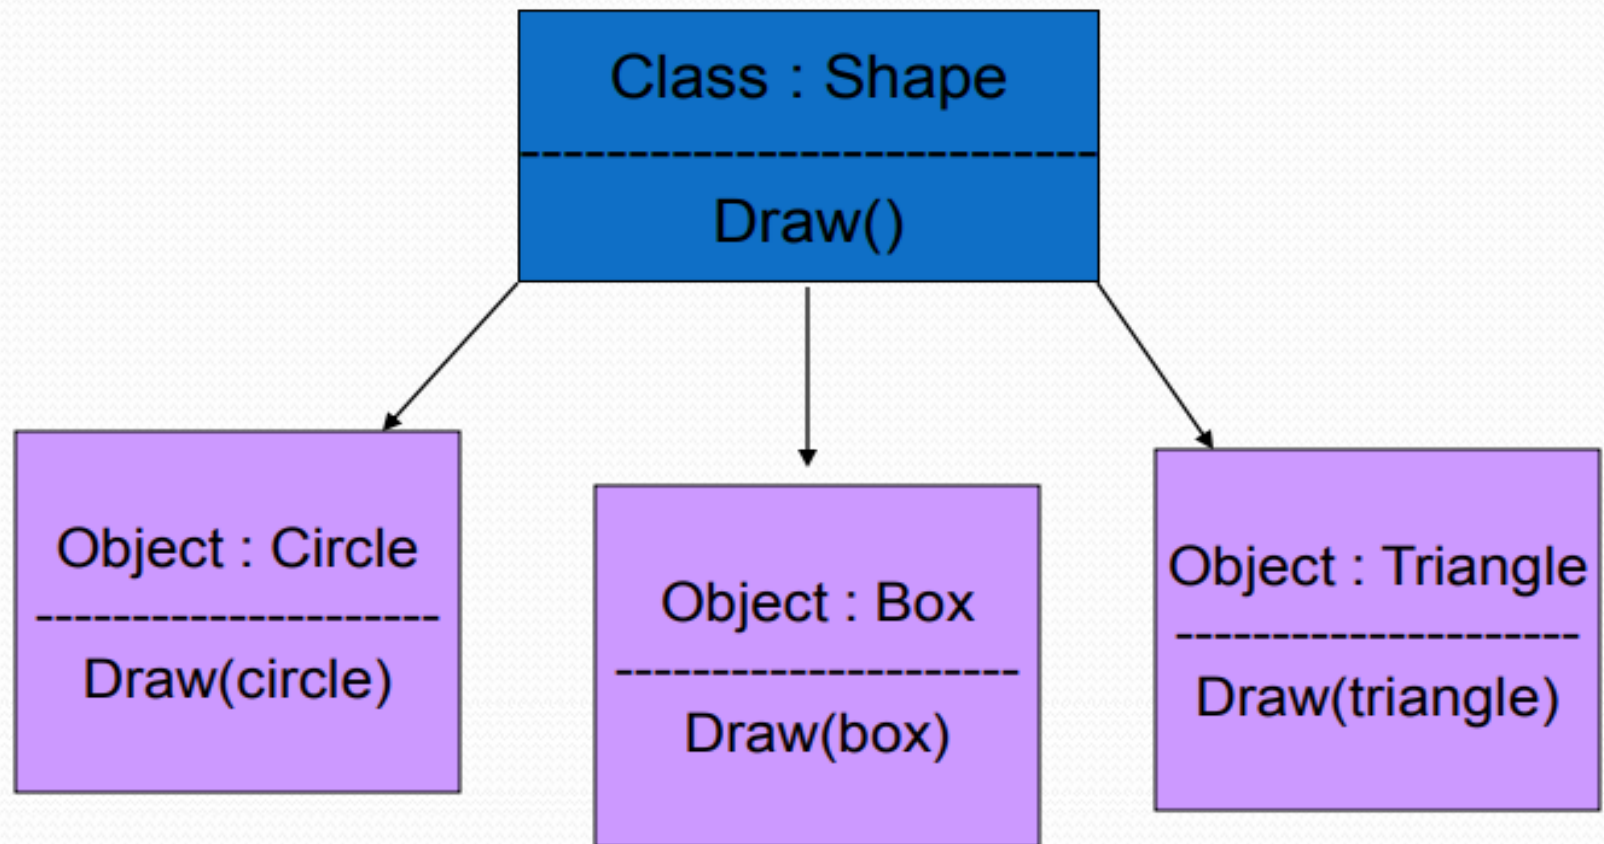 Class : Shape
----------------------------
Draw()
Object : Circle
---------------------
Draw(circle)
Object : Box
---------------------
Draw(box)
Object : Triangle
---------------------
Draw(triangle)